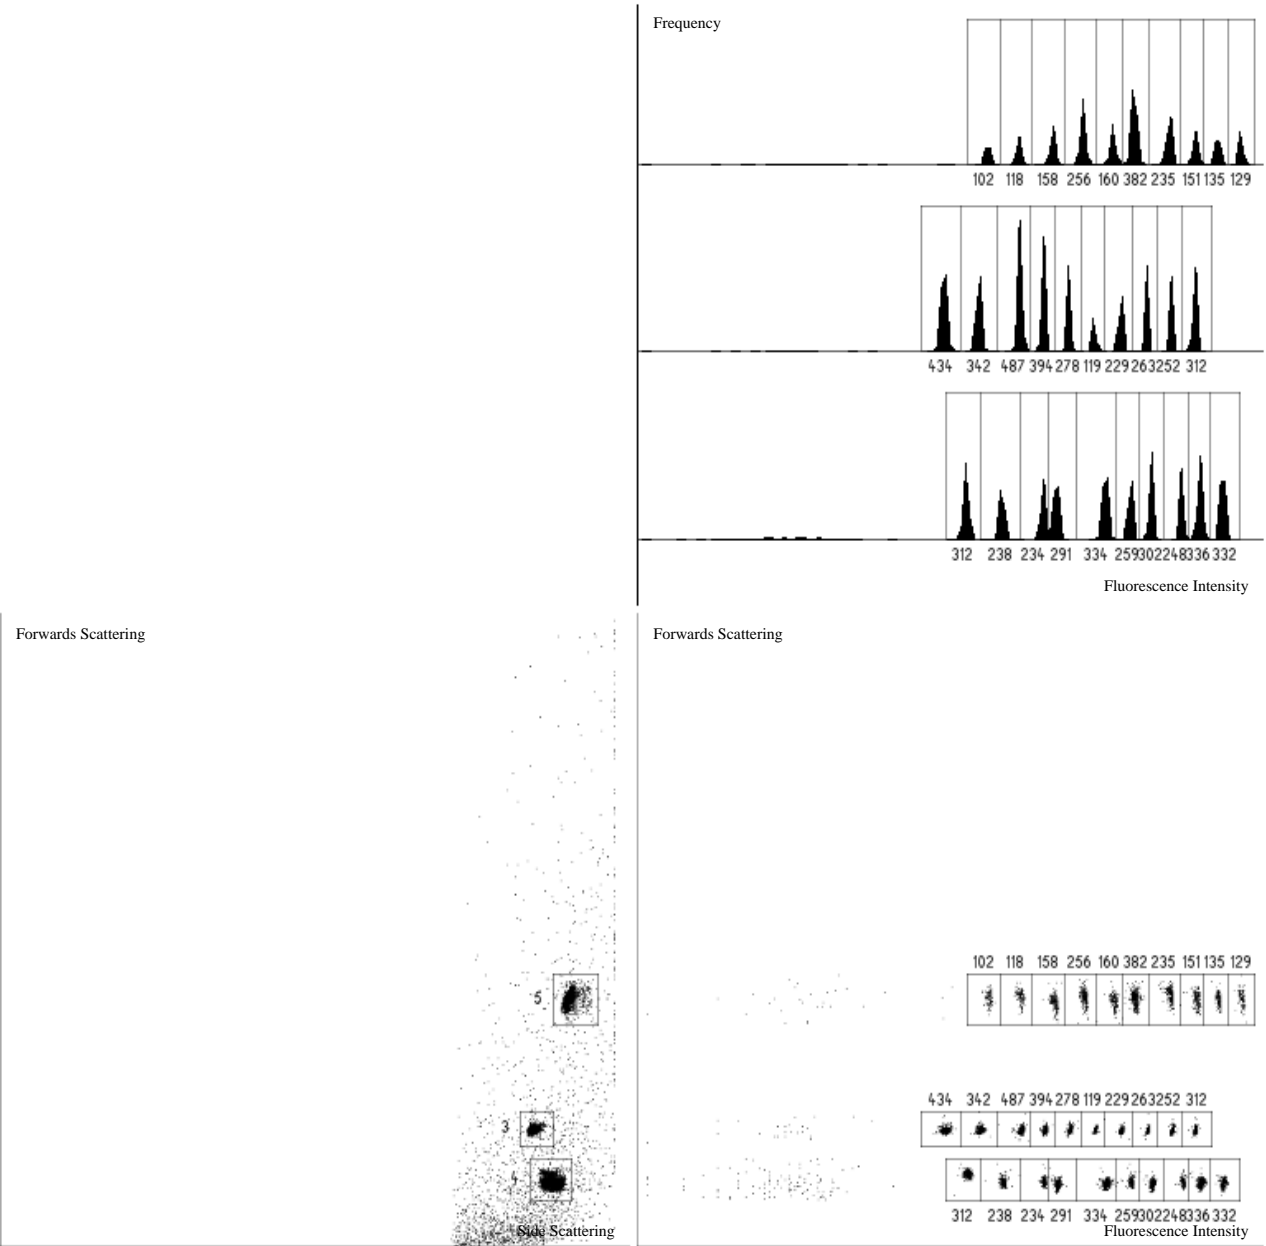 Frequency
102 118 158 256 160 382 235 151 135 129
434 342 487 394 278 119 229 263 252 312
312 238 234 291 334 259 302 248 336 332
Fluorescence Intensity
Forwards Scattering
5
3
4
Side Scattering
Forwards Scattering
102 118 158 256 160 382 235 151 135 129
434 342 487 394 278 119 229 263 252 312
312 238 234 291 334 259 302 248 336 332
Fluorescence Intensity